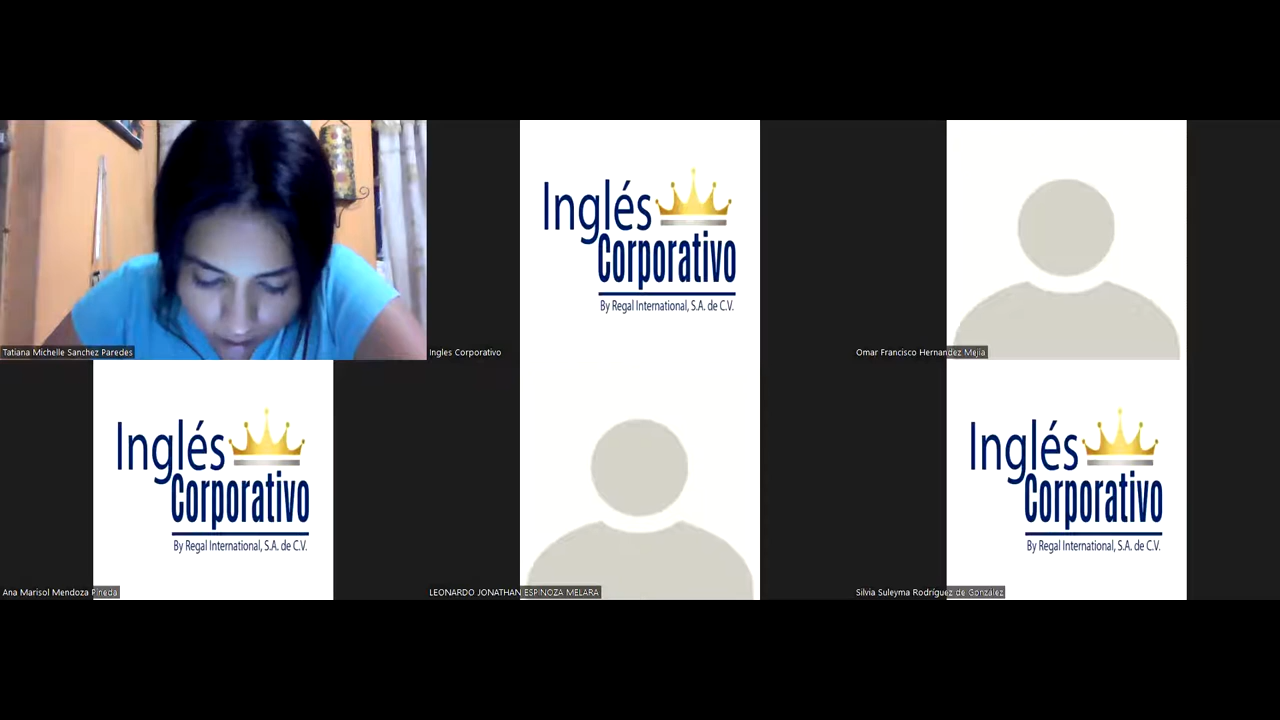 Inglés
Corporativo
By Regal International, S.A. de C.V.
Tatiana Michelle Sanchez Paredes
Ingles Corporativo
Omar Francisco Hernandez Mejia
Inglés
Corporativo
By Regal International, S.A. de C.V.
Inglés
Corporativo
By Regal International, S.A. de C.V.
Ana Marisol Mendoza Pineda
LEONARDO JONATHAN ESPINOZA MELARA
Silvia Suleyma Rodríguez de González